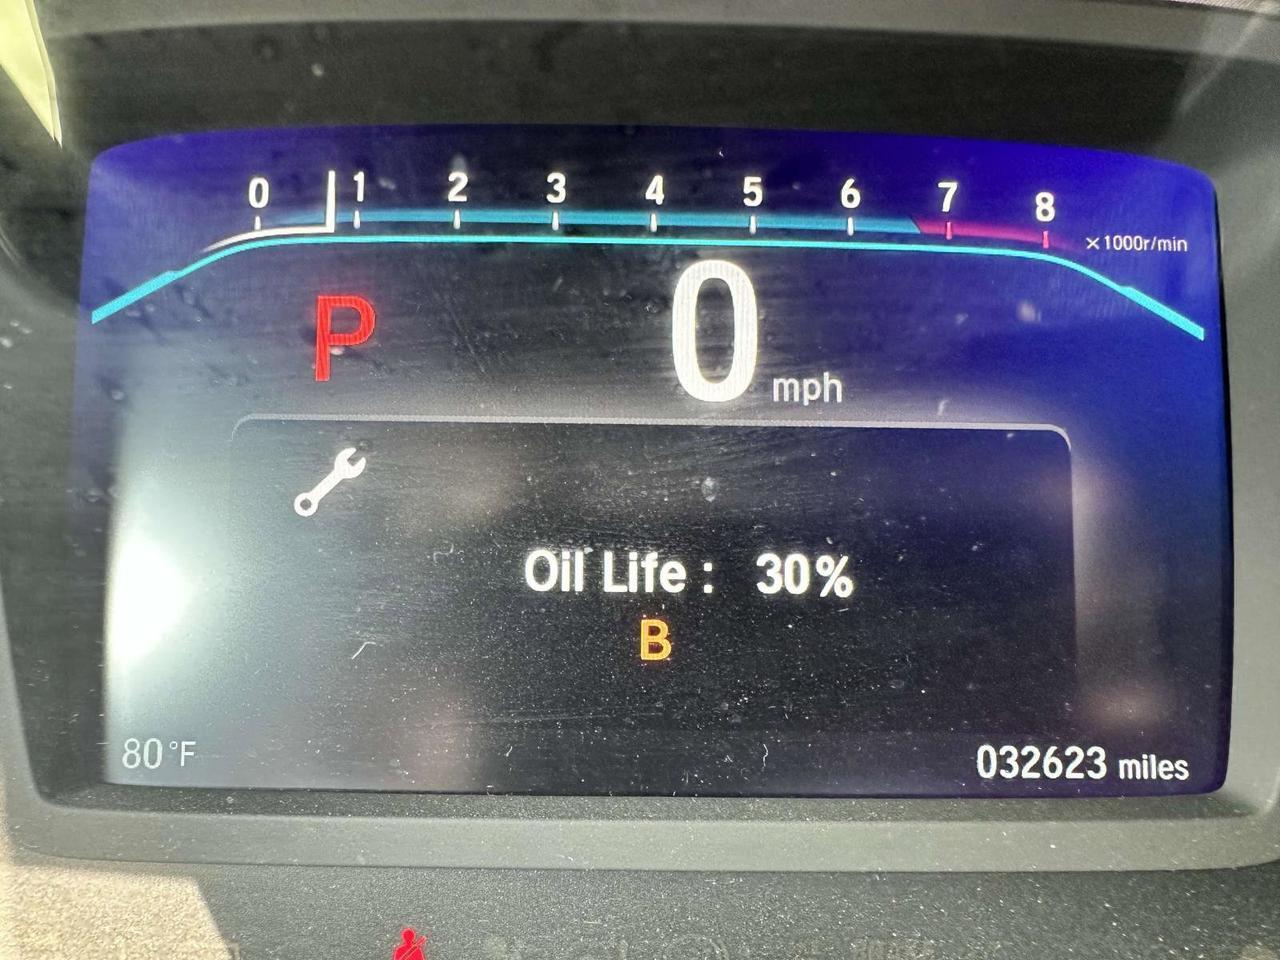 0 1 2 3 4 5 6 7 8
×1000r/min
P 0 mph
Oil Life : 30%
B
80°F 032623 miles